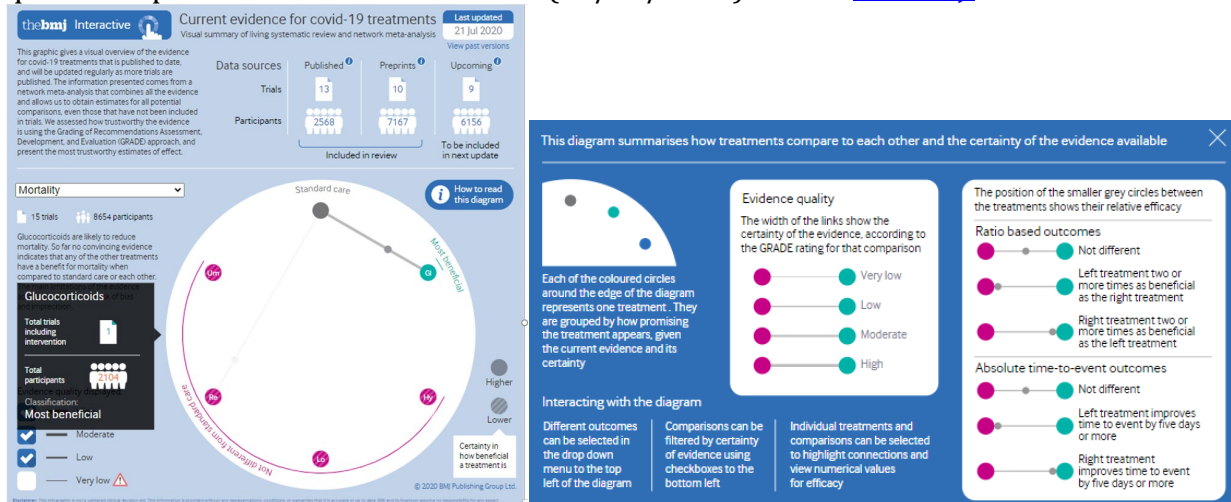 thebmj Interactive
Current evidence for covid-19 treatments
Visual summary of living systematic review and network meta-analysis
Last updated
21 Jul 2020
View past versions
This graphic gives a visual overview of the evidence
for covid-19 treatments that is published to date,
and will be updated regularly as more trials are
published. The information presented comes from a
network meta-analysis that combines all the evidence
and allows us to obtain estimates for all potential
comparisons, even those that have not been included
in trials. We assessed how trustworthy the evidence
is using the Grading of Recommendations Assessment,
Development, and Evaluation (GRADE) approach, and
present the most trustworthy estimates of effect.
Data sources
Published
Preprints
Upcoming
Trials
13
10
9
Participants
2568
7167
6156
Included in review
To be included
in next update
Mortality
15 trials
8654 participants
Glucocorticoids are likely to reduce
mortality. So far no convincing evidence
indicates that any of the other treatments
have a benefit for mortality when
compared to standard care or each other.
Glucocorticoids
Total trials
including
intervention
1
Total
participants
2104
Classification:
Most beneficial
Moderate
Low
Very low
Standard care
How to read
this diagram
Most beneficial
Gl
Umf
Re
Hy
Lo
Not different from standard care
Higher
Lower
Certainty in
how beneficial
a treatment is
© 2020 BMJ Publishing Group Ltd.
This diagram summarises how treatments compare to each other and the certainty of the evidence available
Each of the coloured circles
around the edge of the diagram
represents one treatment . They
are grouped by how promising
the treatment appears, given
the current evidence and its
certainty
Evidence quality
The width of the links show the
certainty of the evidence, according to
the GRADE rating for that comparison
Very low
Low
Moderate
High
Interacting with the diagram
Different outcomes
can be selected in
the drop down
menu to the top
left of the diagram
Comparisons can be
filtered by certainty
of evidence using
checkboxes to the
bottom left
Individual treatments and
comparisons can be selected
to highlight connections and
view numerical values
for efficacy
The position of the smaller grey circles between
the treatments shows their relative efficacy
Ratio based outcomes
Not different
Left treatment two or
more times as beneficial
as the right treatment
Right treatment two or
more times as beneficial
as the left treatment
Absolute time-to-event outcomes
Not different
Left treatment improves
time to event by five days
or more
Right treatment
improves time to event
by five days or more